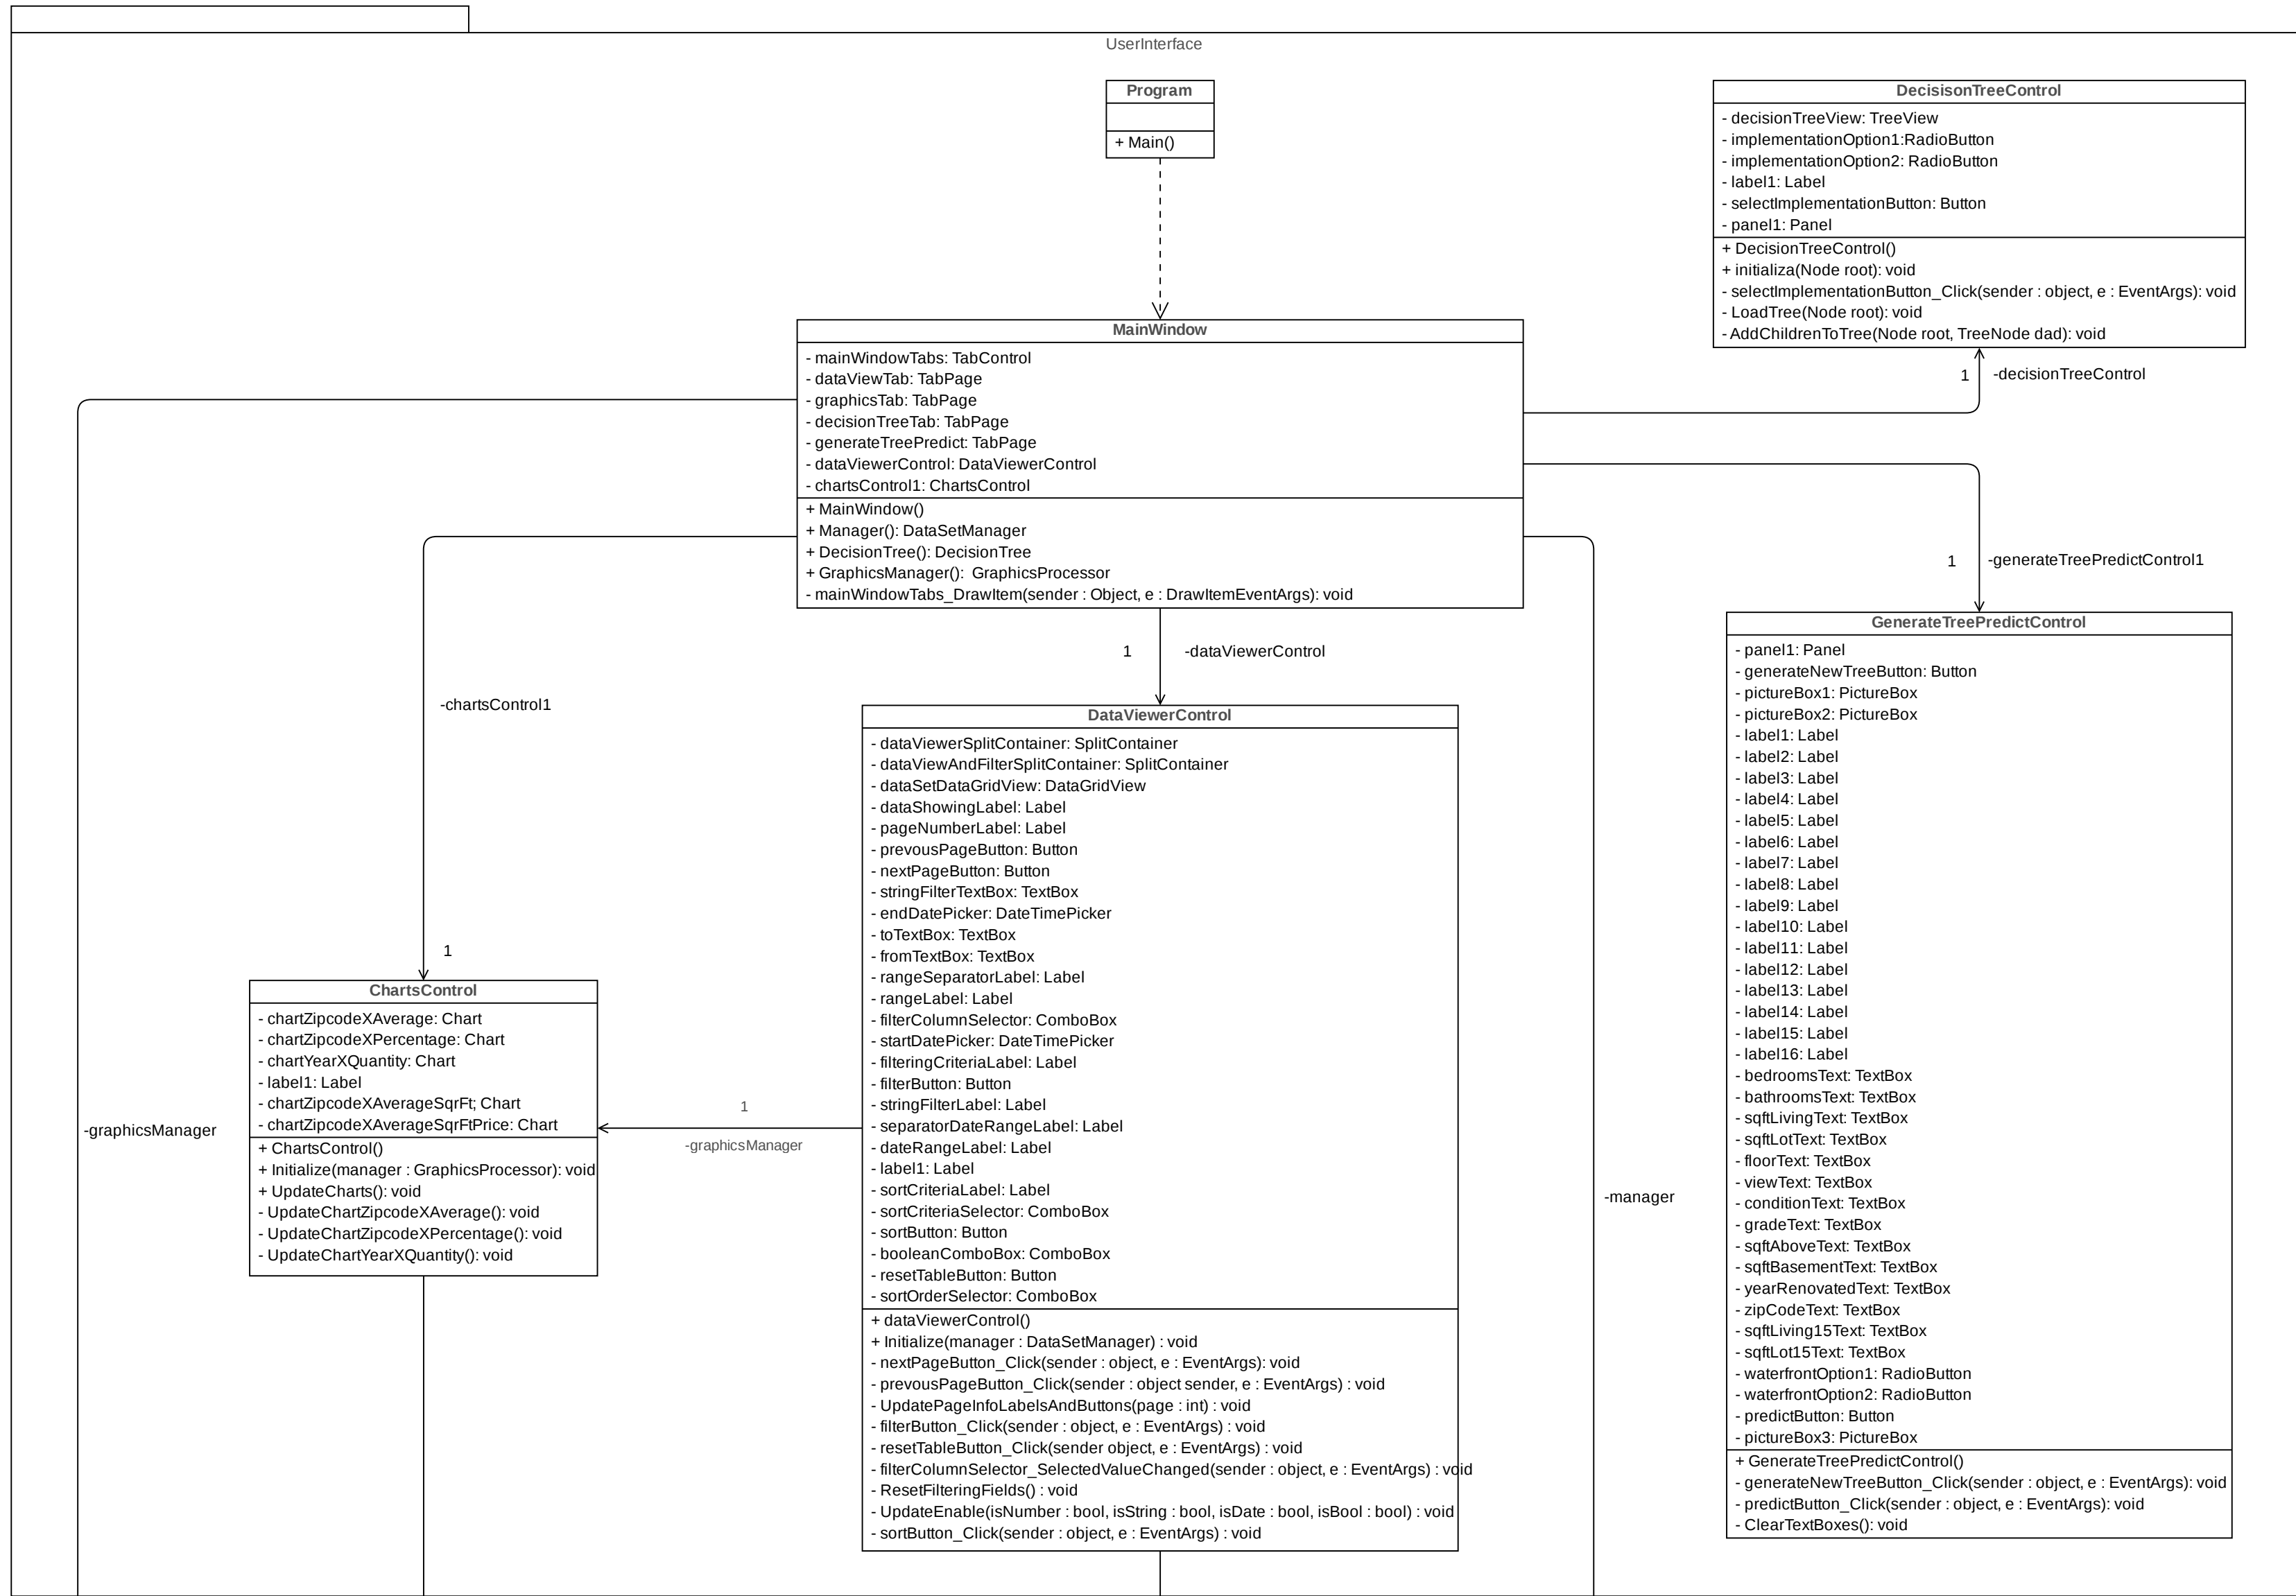 UserInterface
Program
+ Main()
DecisisonTreeControl
- decisionTreeView: TreeView
- implementationOption1:RadioButton
- implementationOption2: RadioButton
- label1: Label
- selectImplementationButton: Button
- panel1: Panel
+ DecisionTreeControl()
+ initializa(Node root): void
- selectImplementationButton_Click(sender : object, e : EventArgs): void
- LoadTree(Node root): void
- AddChildrenToTree(Node root, TreeNode dad): void
1
-decisionTreeControl
MainWindow
- mainWindowTabs: TabControl
- dataViewTab: TabPage
- graphicsTab: TabPage
- decisionTreeTab: TabPage
- generateTreePredict: TabPage
- dataViewerControl: DataViewerControl
- chartsControl1: ChartsControl
+ MainWindow()
+ Manager(): DataSetManager
+ DecisionTree(): DecisionTree
+ GraphicsManager():  GraphicsProcessor
- mainWindowTabs_DrawItem(sender : Object, e : DrawItemEventArgs): void
1
-generateTreePredictControl1
1
-dataViewerControl
-chartsControl1
1
GenerateTreePredictControl
- panel1: Panel
- generateNewTreeButton: Button
- pictureBox1: PictureBox
- pictureBox2: PictureBox
- label1: Label
- label2: Label
- label3: Label
- label4: Label
- label5: Label
- label6: Label
- label7: Label
- label8: Label
- label9: Label
- label10: Label
- label11: Label
- label12: Label
- label13: Label
- label14: Label
- label15: Label
- label16: Label
- bedroomsText: TextBox
- bathroomsText: TextBox
- sqftLivingText: TextBox
- sqftLotText: TextBox
- floorText: TextBox
- viewText: TextBox
- conditionText: TextBox
- gradeText: TextBox
- sqftAboveText: TextBox
- sqftBasementText: TextBox
- yearRenovatedText: TextBox
- zipCodeText: TextBox
- sqftLiving15Text: TextBox
- sqftLot15Text: TextBox
- waterfrontOption1: RadioButton
- waterfrontOption2: RadioButton
- predictButton: Button
- pictureBox3: PictureBox
+ GenerateTreePredictControl()
- generateNewTreeButton_Click(sender : object, e : EventArgs): void
- predictButton_Click(sender : object, e : EventArgs): void
- ClearTextBoxes(): void
DataViewerControl
- dataViewerSplitContainer: SplitContainer
- dataViewAndFilterSplitContainer: SplitContainer
- dataSetDataGridView: DataGridView
- dataShowingLabel: Label
- pageNumberLabel: Label
- prevousPageButton: Button
- nextPageButton: Button
- stringFilterTextBox: TextBox
- endDatePicker: DateTimePicker
- toTextBox: TextBox
- fromTextBox: TextBox
- rangeSeparatorLabel: Label
- rangeLabel: Label
- filterColumnSelector: ComboBox
- startDatePicker: DateTimePicker
- filteringCriteriaLabel: Label
- filterButton: Button
- stringFilterLabel: Label
- separatorDateRangeLabel: Label
- dateRangeLabel: Label
- label1: Label
- sortCriteriaLabel: Label
- sortCriteriaSelector: ComboBox
- sortButton: Button
- booleanComboBox: ComboBox
- resetTableButton: Button
- sortOrderSelector: ComboBox
+ dataViewerControl()
+ Initialize(manager : DataSetManager) : void
- nextPageButton_Click(sender : object, e : EventArgs): void
- prevousPageButton_Click(sender : object sender, e : EventArgs) : void
- UpdatePageInfoLabelsAndButtons(page : int) : void
- filterButton_Click(sender : object, e : EventArgs) : void
- resetTableButton_Click(sender object, e : EventArgs) : void
- filterColumnSelector_SelectedValueChanged(sender : object, e : EventArgs) : void
- ResetFilteringFields() : void
- UpdateEnable(isNumber : bool, isString : bool, isDate : bool, isBool : bool) : void
- sortButton_Click(sender : object, e : EventArgs) : void
ChartsControl
- chartZipcodeXAverage: Chart
- chartZipcodeXPercentage: Chart
- chartYearXQuantity: Chart
- label1: Label
- chartZipcodeXAverageSqrFt; Chart
- chartZipcodeXAverageSqrFtPrice: Chart
+ ChartsControl()
+ Initialize(manager : GraphicsProcessor): void
+ UpdateCharts(): void
- UpdateChartZipcodeXAverage(): void
- UpdateChartZipcodeXPercentage(): void
- UpdateChartYearXQuantity(): void
1
-graphicsManager
-graphicsManager
-manager